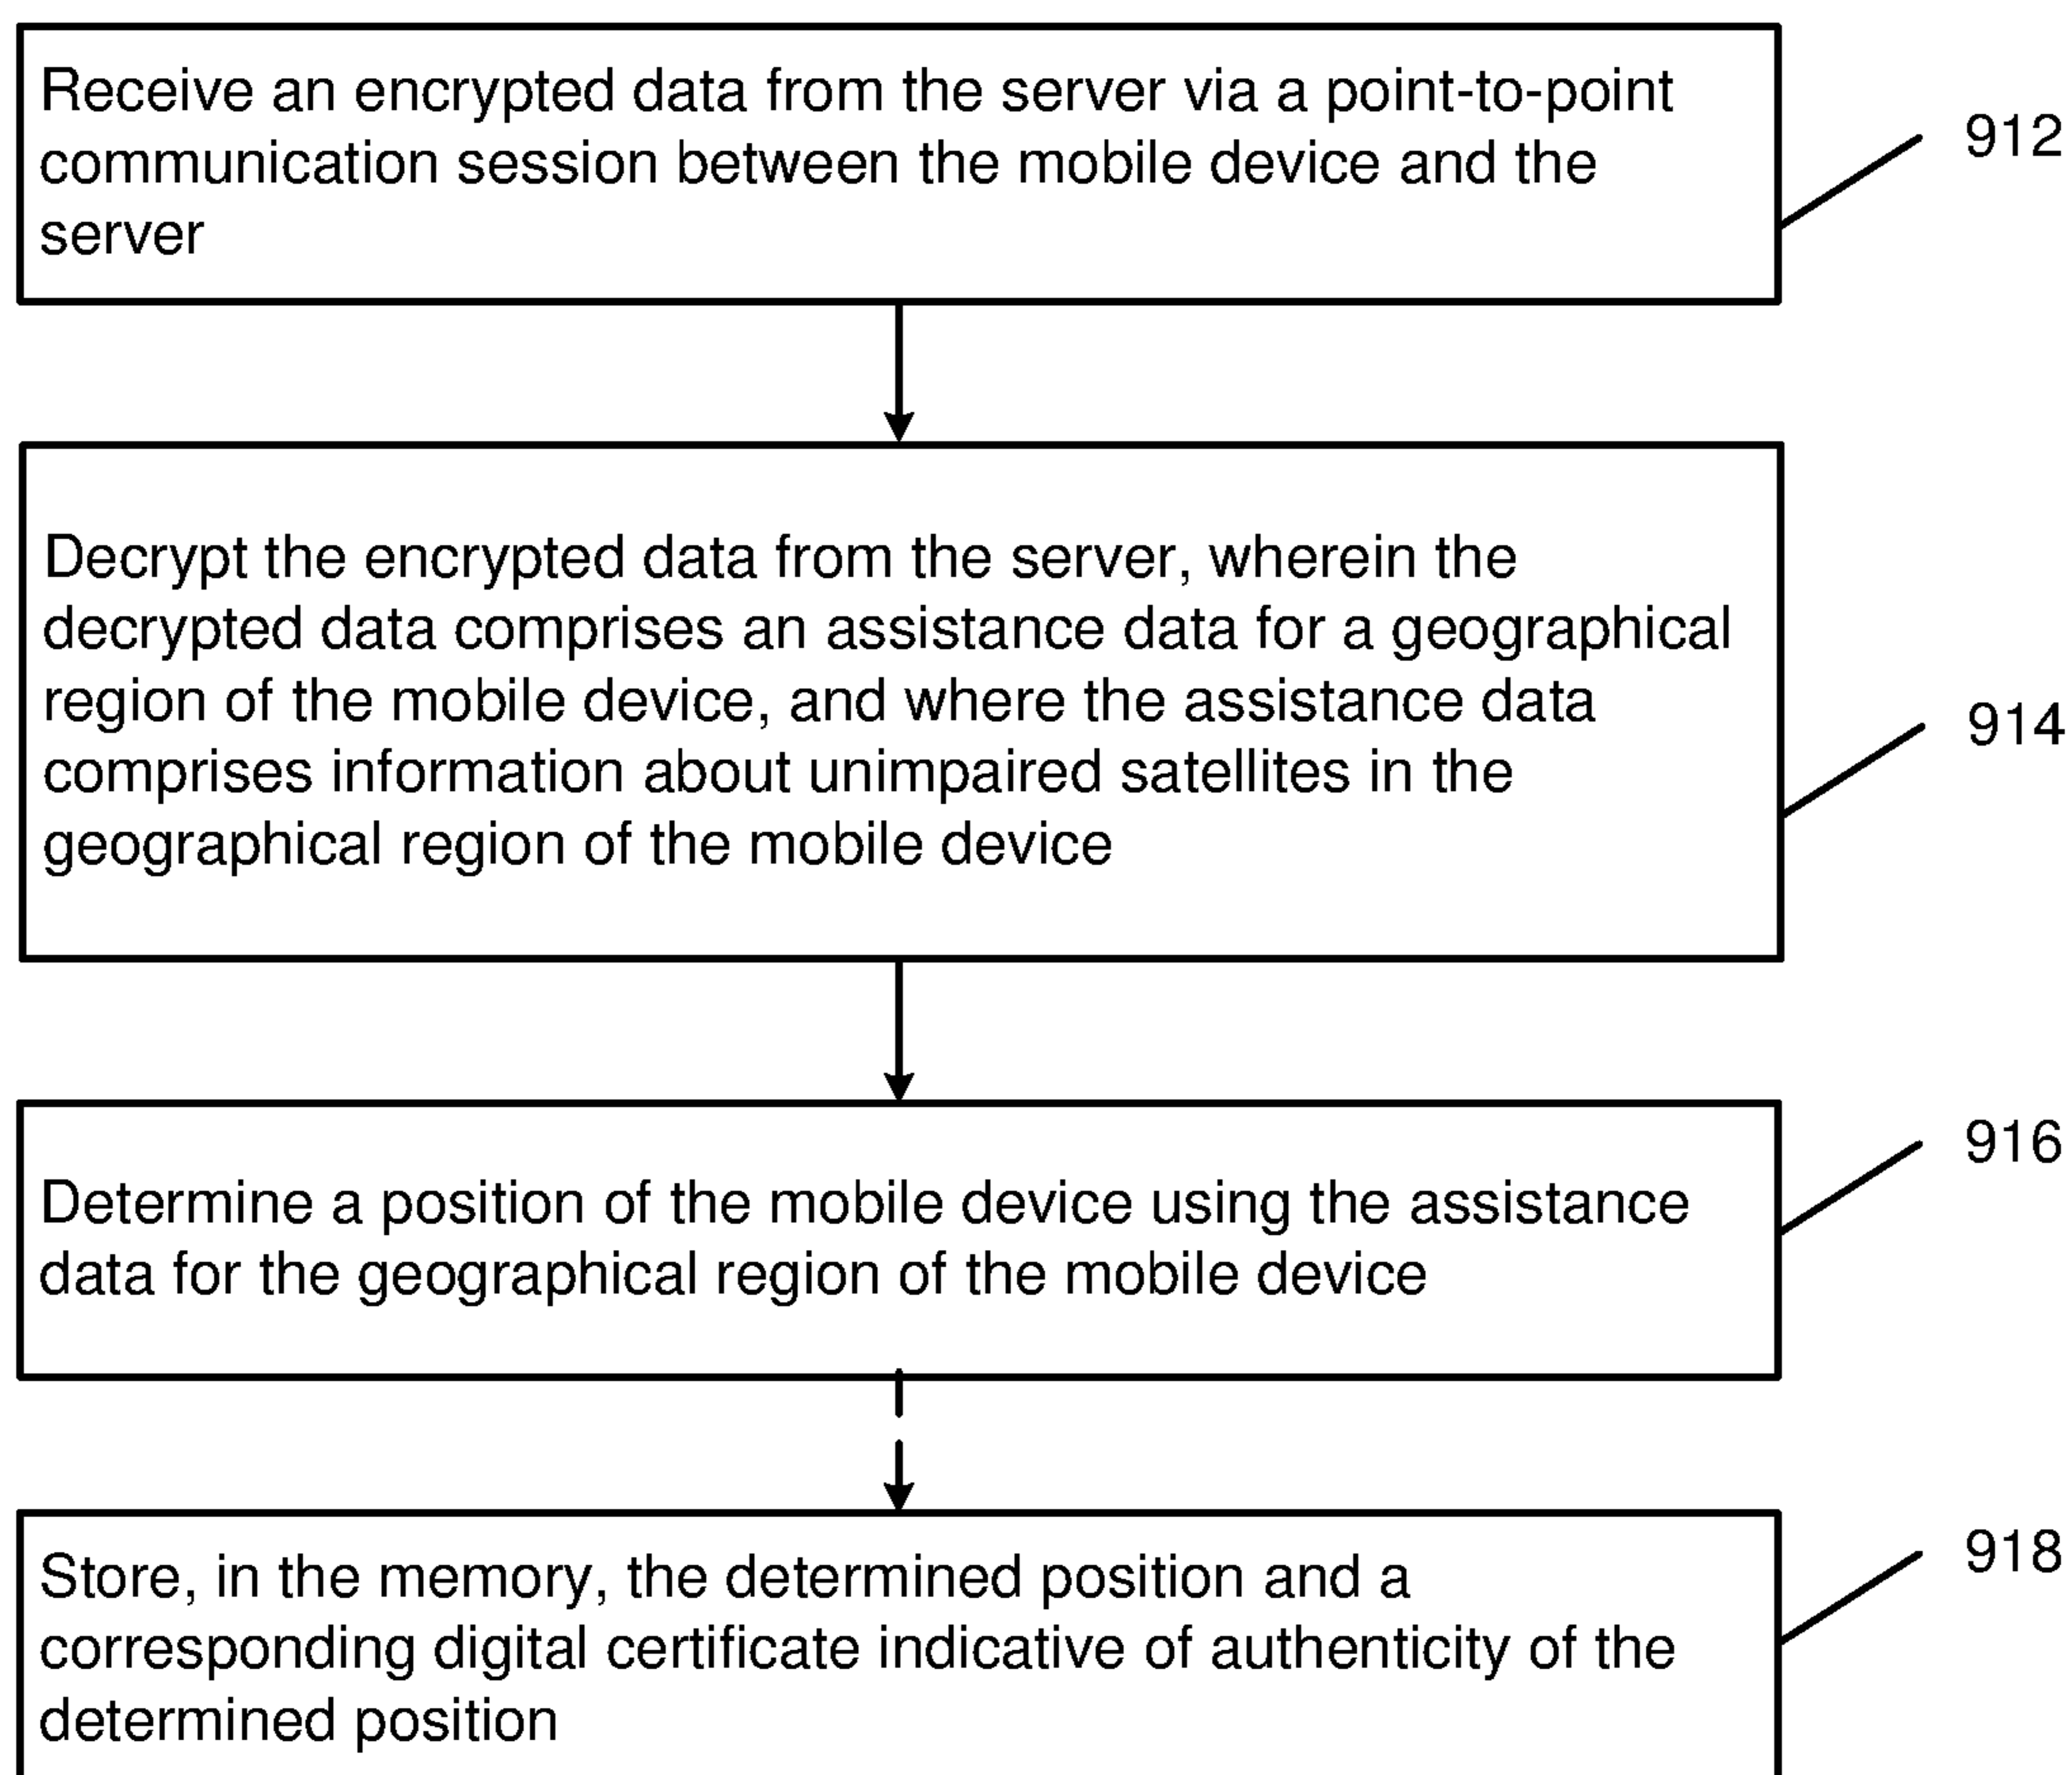 Receive an encrypted data from the server via a point-to-point
communication session between the mobile device and the
server
912
Decrypt the encrypted data from the server, wherein the
decrypted data comprises an assistance data for a geographical
region of the mobile device, and where the assistance data
comprises information about unimpaired satellites in the
geographical region of the mobile device
914
Determine a position of the mobile device using the assistance
data for the geographical region of the mobile device
916
Store, in the memory, the determined position and a
corresponding digital certificate indicative of authenticity of the
determined position
918